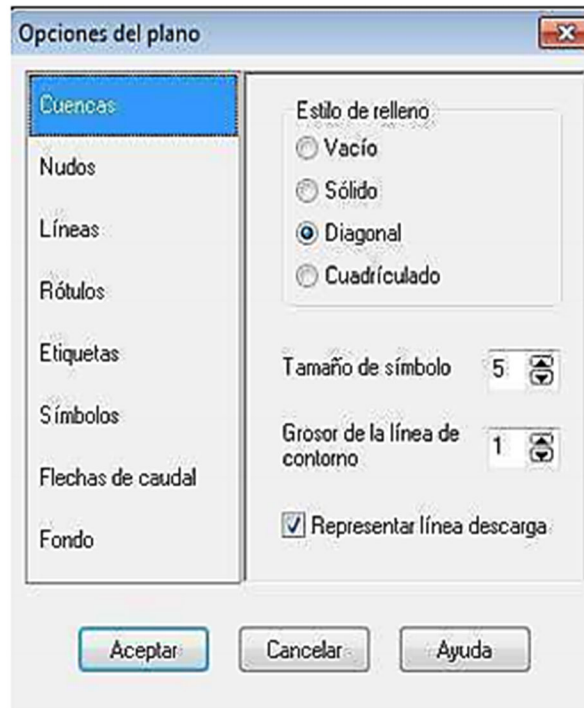 Opciones del plano
Cuencas
Nudos
Líneas
Rótulos
Etiquetas
Símbolos
Flechas de caudal
Fondo
Estilo de relleno
Vacío
Sólido
Diagonal
Cuadrículado
Tamaño de símbolo 5
Grosor de la línea de
contorno 1
Representar línea descarga
Aceptar Cancelar Ayuda